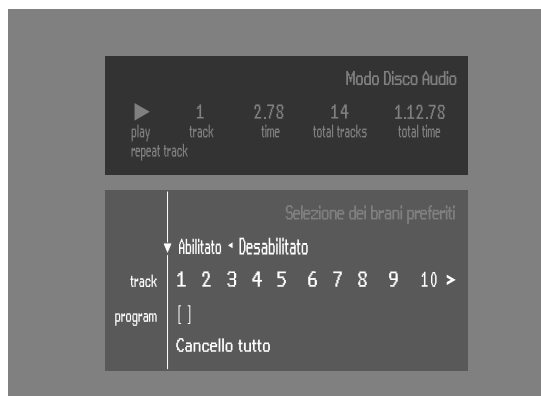 Modo Disco Audio
1 2.78 14 1.12.78
play track time total tracks total time
repeat track
Selezione dei brani preferiti
Abilitato Desabilitato
track 1 2 3 4 5 6 7 8 9 10 >
program [ ]
Cancello tutto